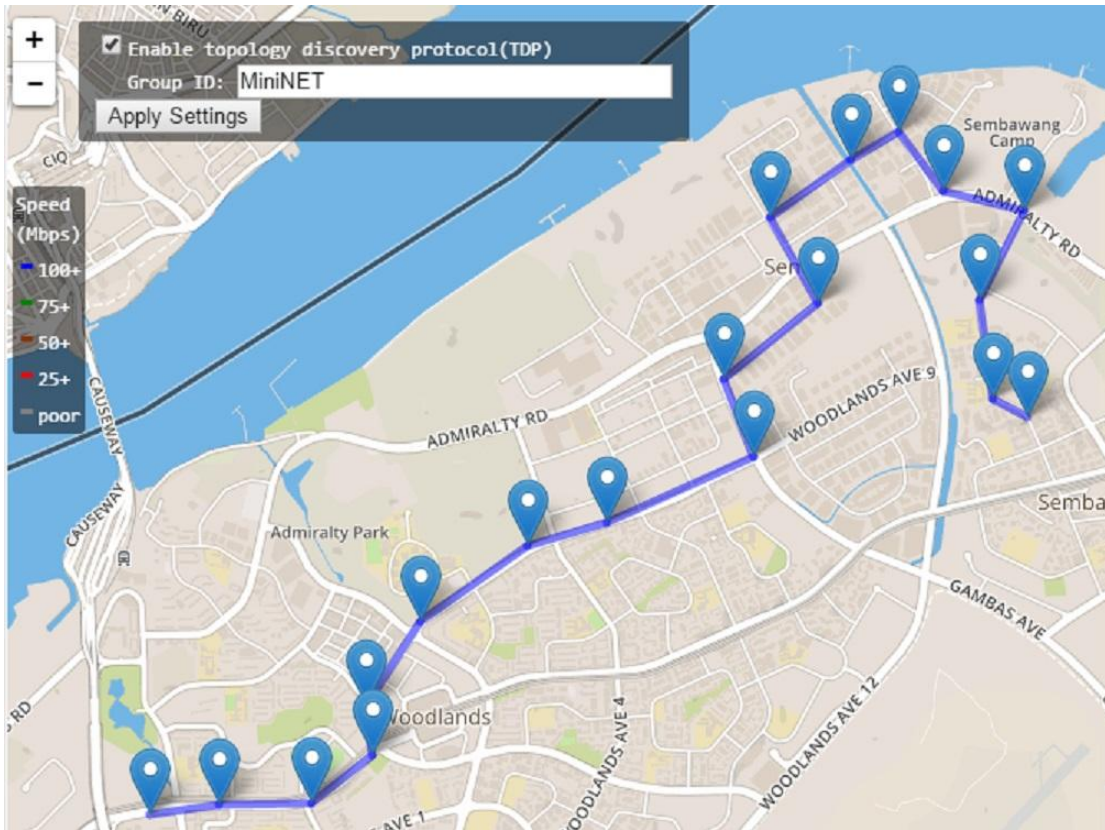 N BIRU
+
Enable topology discovery protocol(TDP)
−
Group ID: MiniNET
Apply Settings
Sembawang
Camp
CIQ
Speed
(Mbps)
100+
75+
50+
25+
poor
ADMIRALTY RD
Sem
CAUSEWAY
ADMIRALTY RD
WOODLANDS AVE 9
CAUSEWAY
Admiralty Park
Semba
GAMBAS AVE
S RD
Woodlands
WOODLANDS AVE 4
WOODLANDS AVE 12
AVE 1